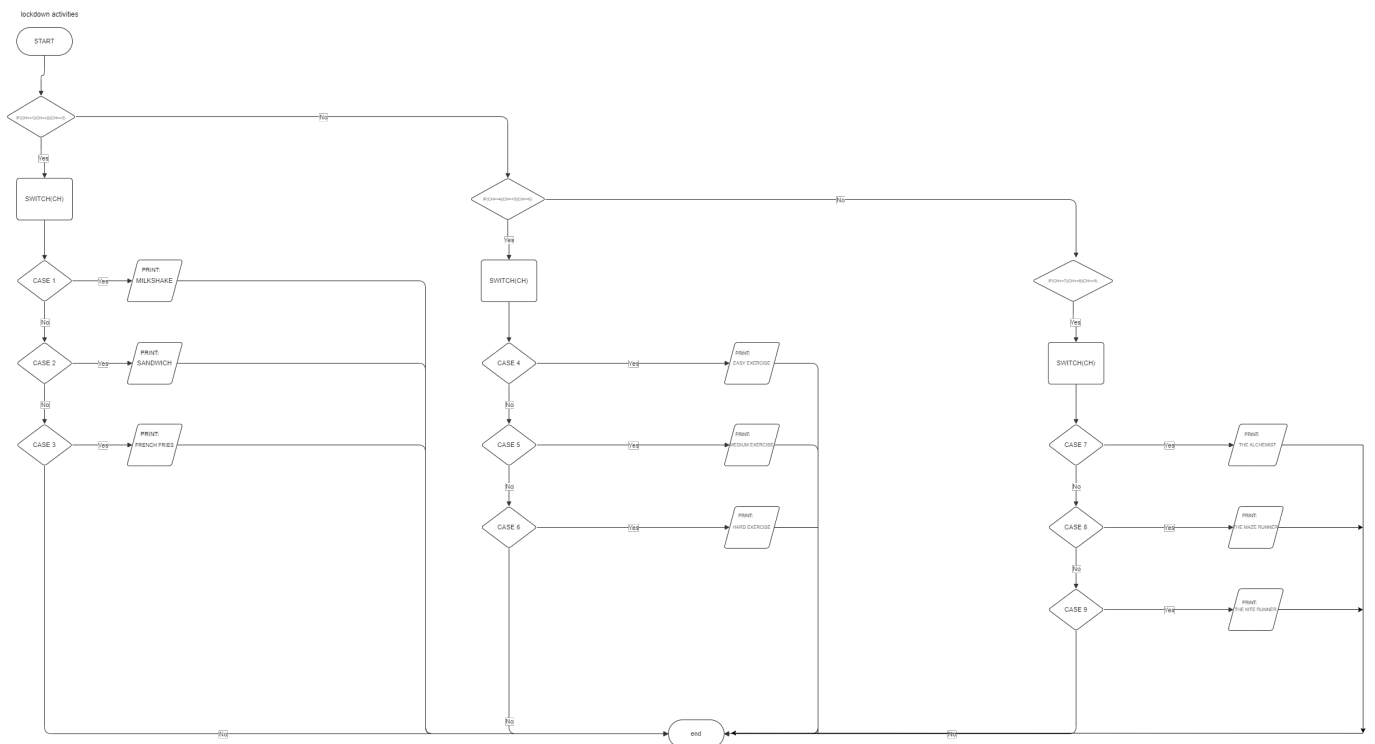 lockdown activities
START
No
Yes
SWITCH(CH)
No
Yes
CASE 1
Yes
PRINT:
MILKSHAKE
SWITCH(CH)
No
Yes
CASE 2
Yes
PRINT:
SANDWICH
CASE 4
Yes
PRINT:
EASY EXERCISE
SWITCH(CH)
No
No
CASE 3
Yes
PRINT:
FRENCH FRIES
CASE 5
Yes
PRINT:
MEDIUM EXERCISE
CASE 7
Yes
PRINT:
THE ALCHEMIST
No
No
CASE 6
Yes
PRINT:
HARD EXERCISE
CASE 8
Yes
PRINT:
THE MAZE RUNNER
No
CASE 9
Yes
PRINT:
THE KITE RUNNER
No
No
end
No